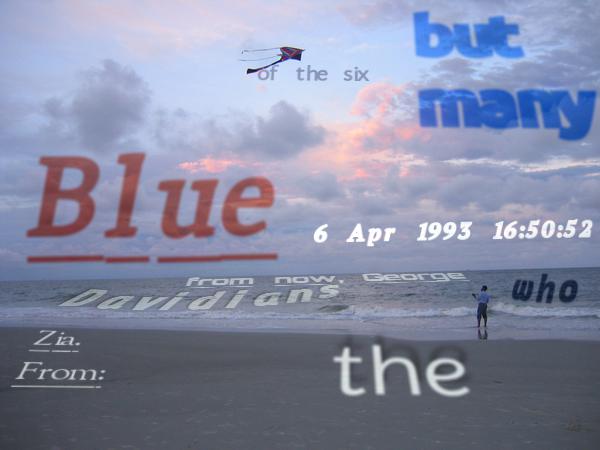 but
of the six
many
Blue
6 Apr 1993 16:50:52
from now, George
Davidians
who
Zia.
the
From: